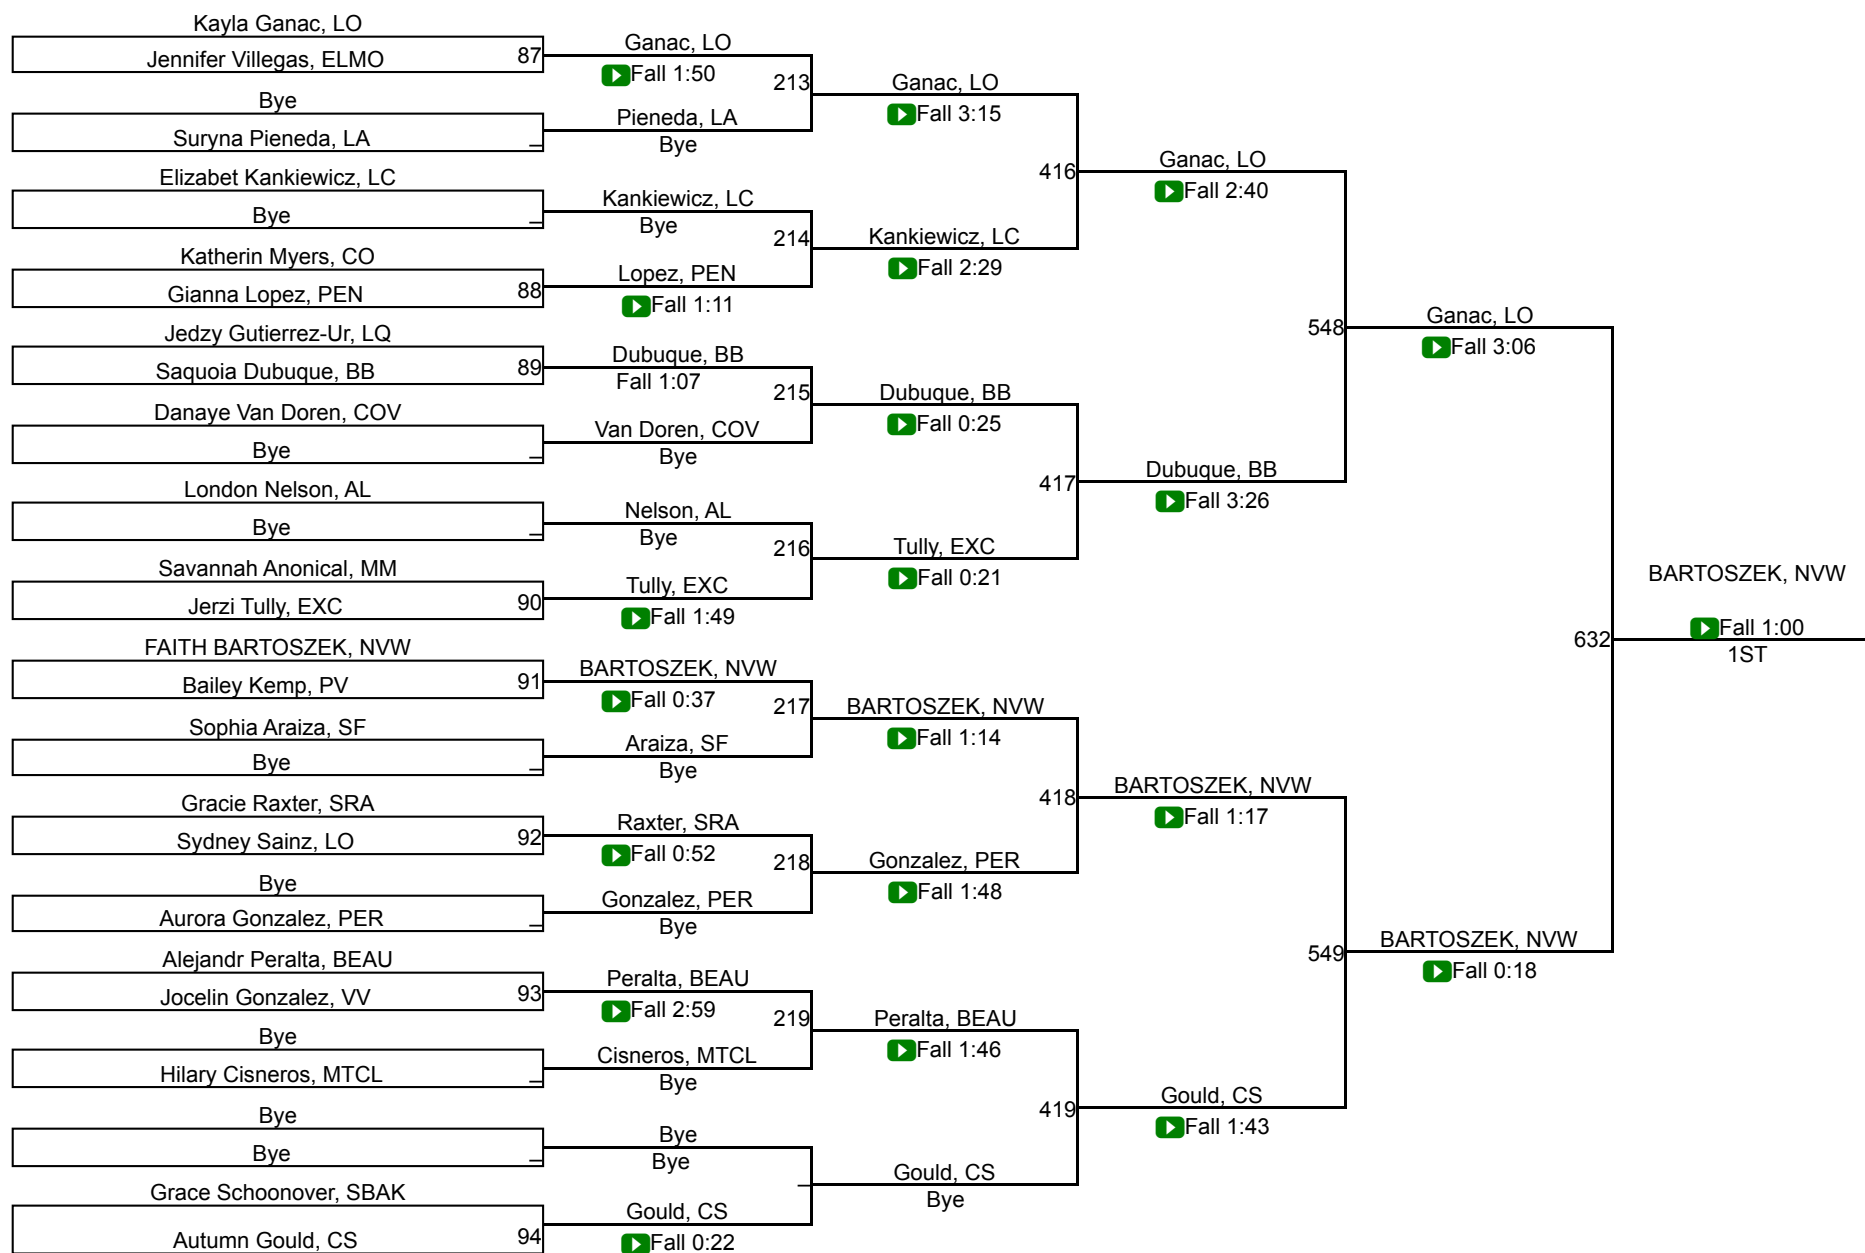 Kayla Ganac, LO
Jennifer Villegas, ELMO
87
Bye
Suryna Pieneda, LA
_
Elizabet Kankiewicz, LC
Bye
_
Katherin Myers, CO
Gianna Lopez, PEN
88
Jedzy Gutierrez-Ur, LQ
Saquoia Dubuque, BB
89
Danaye Van Doren, COV
Bye
_
London Nelson, AL
Bye
_
Savannah Anonical, MM
Jerzi Tully, EXC
90
FAITH BARTOSZEK, NVW
Bailey Kemp, PV
91
Sophia Araiza, SF
Bye
_
Gracie Raxter, SRA
Sydney Sainz, LO
92
Bye
Aurora Gonzalez, PER
_
Alejandr Peralta, BEAU
Jocelin Gonzalez, VV
93
Bye
Hilary Cisneros, MTCL
_
Bye
Bye
_
Grace Schoonover, SBAK
Autumn Gould, CS
94
Ganac, LO
Fall 1:50
213
Pieneda, LA
Bye
Kankiewicz, LC
Bye
214
Lopez, PEN
Fall 1:11
Dubuque, BB
Fall 1:07
215
Van Doren, COV
Bye
Nelson, AL
Bye
216
Tully, EXC
Fall 1:49
BARTOSZEK, NVW
Fall 0:37
217
Araiza, SF
Bye
Raxter, SRA
Fall 0:52
218
Gonzalez, PER
Bye
Peralta, BEAU
Fall 2:59
219
Cisneros, MTCL
Bye
Bye
Bye
_
Gould, CS
Fall 0:22
Ganac, LO
Fall 3:15
416
Kankiewicz, LC
Fall 2:29
Dubuque, BB
Fall 0:25
417
Tully, EXC
Fall 0:21
BARTOSZEK, NVW
Fall 1:14
418
Gonzalez, PER
Fall 1:48
Peralta, BEAU
Fall 1:46
419
Gould, CS
Bye
Ganac, LO
Fall 2:40
548
Dubuque, BB
Fall 3:26
BARTOSZEK, NVW
Fall 1:17
549
Gould, CS
Fall 1:43
Ganac, LO
Fall 3:06
632
BARTOSZEK, NVW
Fall 0:18
BARTOSZEK, NVW
Fall 1:00
1ST